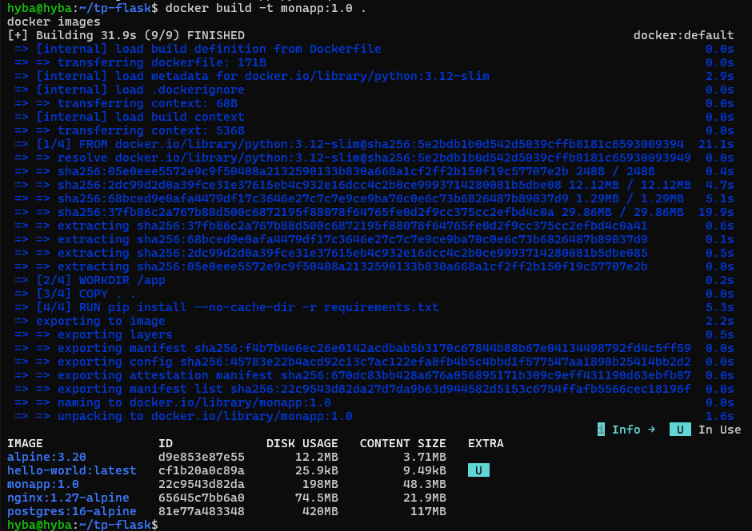 hyba@hyba:~/tp-flask$ docker build -t monapp:1.0 .
docker images
[+] Building 31.9s (9/9) FINISHED docker:default
=> [internal] load build definition from Dockerfile 0.0s
=> => transferring dockerfile: 171B 0.0s
=> [internal] load metadata for docker.io/library/python:3.12-slim 2.9s
=> [internal] load .dockerignore 0.0s
=> => transferring context: 68B 0.0s
=> [internal] load build context 0.0s
=> => transferring context: 536B 0.0s
=> [1/4] FROM docker.io/library/python:3.12-slim@sha256:5e2bdb1b0d542d5039cffb8181c6593009394 21.1s
=> => resolve docker.io/library/python:3.12-slim@sha256:5e2bdb1b0d542d5039cffb8181c65930093949 0.0s
=> => sha256:05e0eee5572e9c9f50408a2132590133b830a668a1cf2ff2b150f19c57707e2b 248B / 248B 0.4s
=> => sha256:2dc99d2d0a39fce31e37615eb4c932e16dcc4c2b0ce9993714280081b5dbe08 12.12MB / 12.12MB 4.7s
=> => sha256:68bced9e0afa4479df17c3646e27c7c7e9ce9ba70c0e6c73b6826487b89037d9 1.29MB / 1.29MB 5.1s
=> => sha256:37fb86c2a767b88d500c6872195f88078f64765fe0d2f9cc375cc2efbd4c0a 29.86MB / 29.86MB 19.9s
=> => extracting sha256:37fb86c2a767b88d500c6872195f88078f64765fe0d2f9cc375cc2efbd4c0a41 0.6s
=> => extracting sha256:68bced9e0afa4479df17c3646e27c7c7e9ce9ba70c0e6c73b6826487b89037d9 0.1s
=> => extracting sha256:2dc99d2d0a39fce31e37615eb4c932e16dcc4c2b0ce9993714280081b5dbe085 0.5s
=> => extracting sha256:05e0eee5572e9c9f50408a2132590133b830a668a1cf2ff2b150f19c57707e2b 0.0s
=> [2/4] WORKDIR /app 0.2s
=> [3/4] COPY . . 0.0s
=> [4/4] RUN pip install --no-cache-dir -r requirements.txt 5.3s
=> exporting to image 2.2s
=> => exporting layers 0.5s
=> => exporting manifest sha256:f4b7b4e6ec26e0142acdbab5b3170c67844b88b67e04134498792fd4c5ff59 0.0s
=> => exporting config sha256:45783e22b4acd92c13c7ac122efa8fb4b5c4bbd1f577547aa1890b25414bb2d2 0.0s
=> => exporting attestation manifest sha256:670dc83bb428a676a056895171b309c9eff431190d63ebfb87 0.0s
=> => exporting manifest list sha256:22c9543d82da27d7da9b63d944582d5153c6754ffafb5566cec18196f 0.0s
=> => naming to docker.io/library/monapp:1.0 0.0s
=> => unpacking to docker.io/library/monapp:1.0 1.6s
i Info → U In Use
IMAGE ID DISK USAGE CONTENT SIZE EXTRA
alpine:3.20 d9e853e87e55 12.2MB 3.71MB
hello-world:latest cf1b20a0c89a 25.9kB 9.49kB U
monapp:1.0 22c9543d82da 198MB 48.3MB
nginx:1.27-alpine 65645c7bb6a0 74.5MB 21.9MB
postgres:16-alpine 81e77a483348 420MB 117MB
hyba@hyba:~/tp-flask$